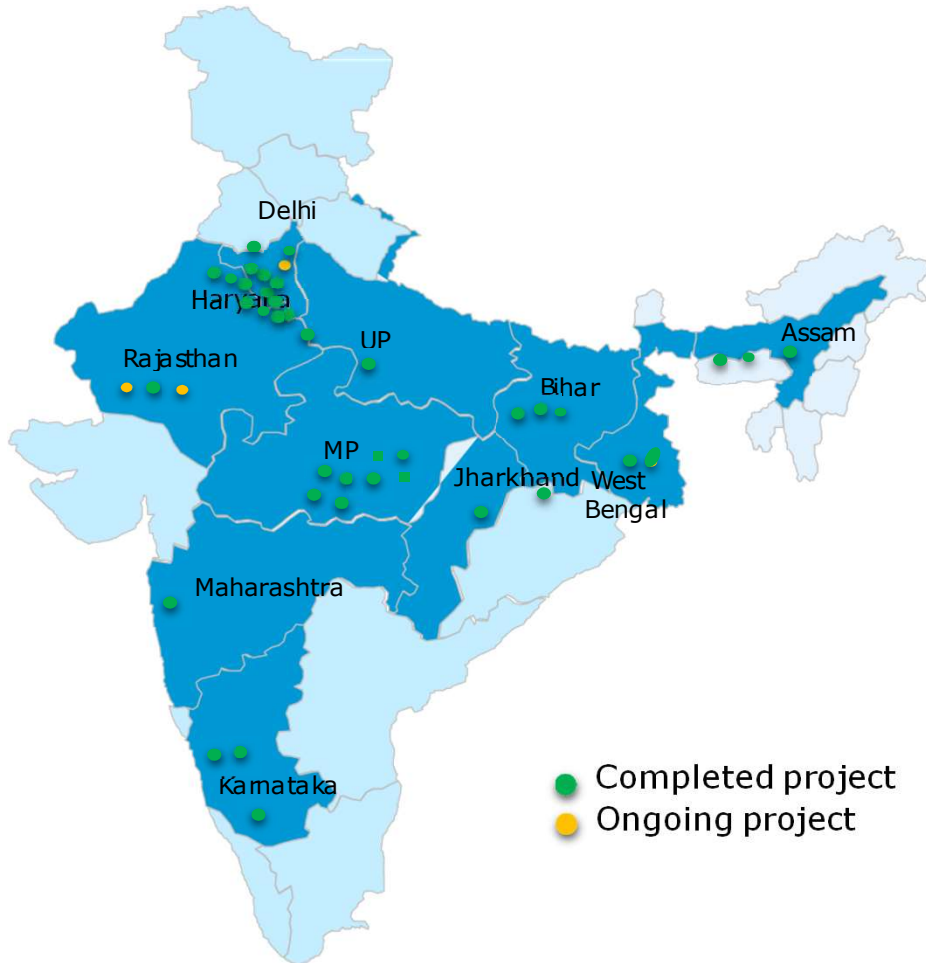 Delhi
Haryana
UP
Assam
Rajasthan
Bihar
MP
Jharkhand
West
Bengal
Maharashtra
Karnataka
Completed project
Ongoing project